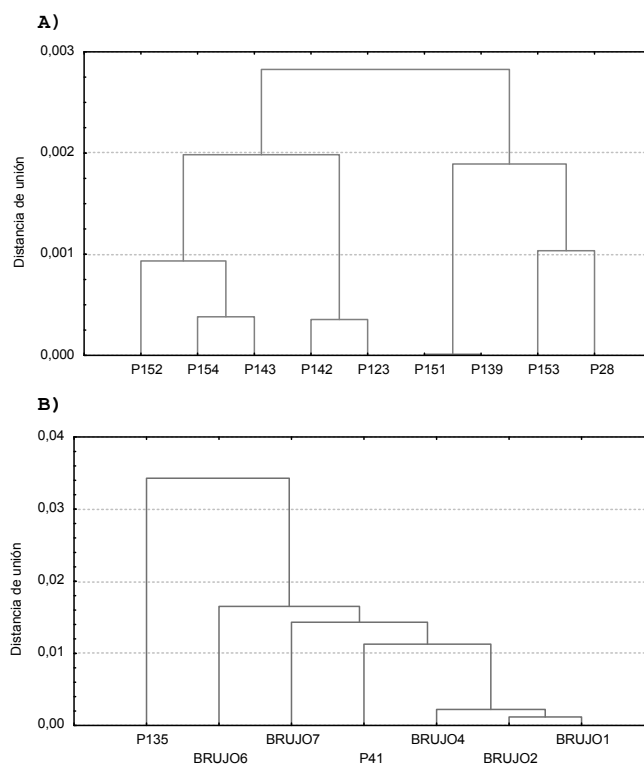 A)
0,003
0,002
Distancia de unión
0,001
0,000
P152 P154 P143 P142 P123 P151 P139 P153 P28
B)
0,04
0,03
0,02
Distancia de unión
0,01
0,00
P135 BRUJO7 BRUJO4 BRUJO1
BRUJO6 P41 BRUJO2